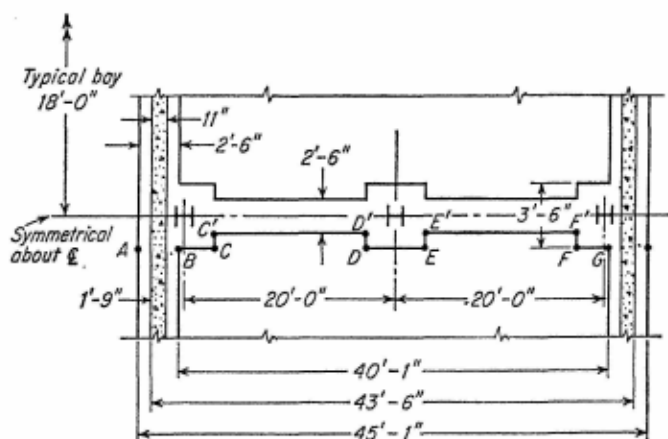 Typical bay
18'-0"
11"
2'-6"
2'-6"
C'
D'
E'
3'-6"
F'
Symmetrical
about ℄
A
B
C
D
E
F
G
1'-9"
20'-0"
20'-0"
40'-1"
43'-6"
45'-1"